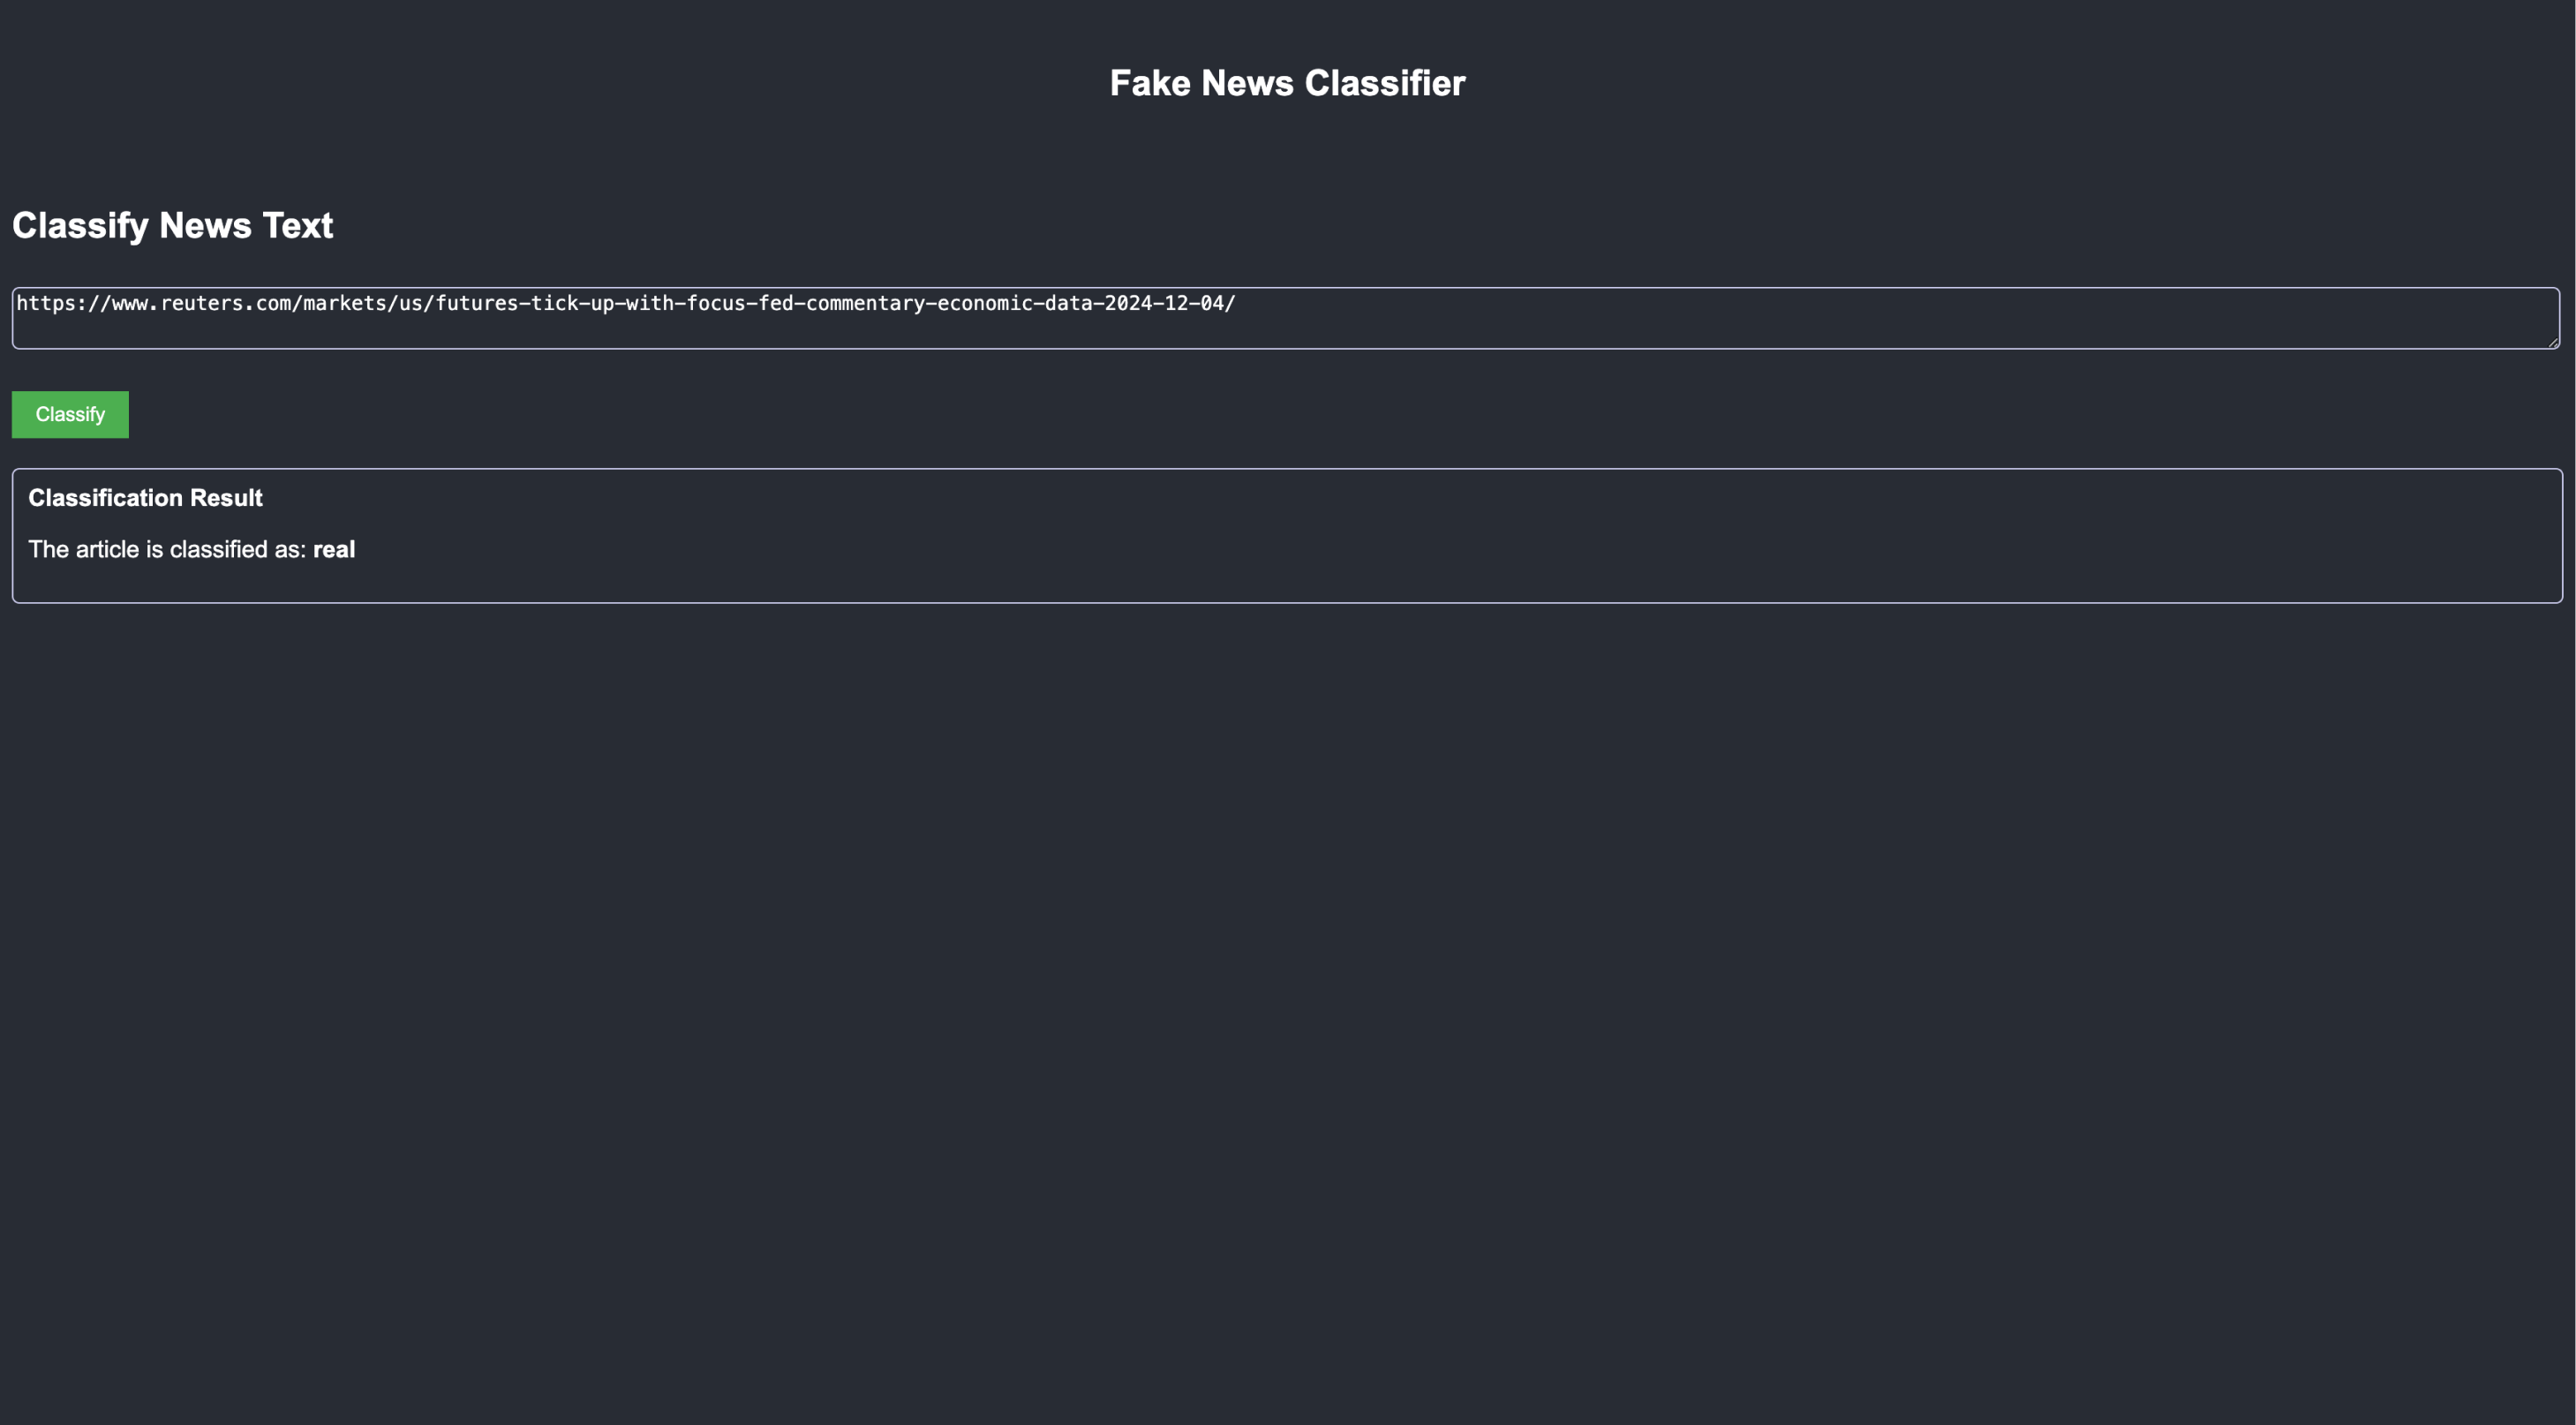 Fake News Classifier
Classify News Text
https://www.reuters.com/markets/us/futures-tick-up-with-focus-fed-commentary-economic-data-2024-12-04/
Classify
Classification Result
The article is classified as: real